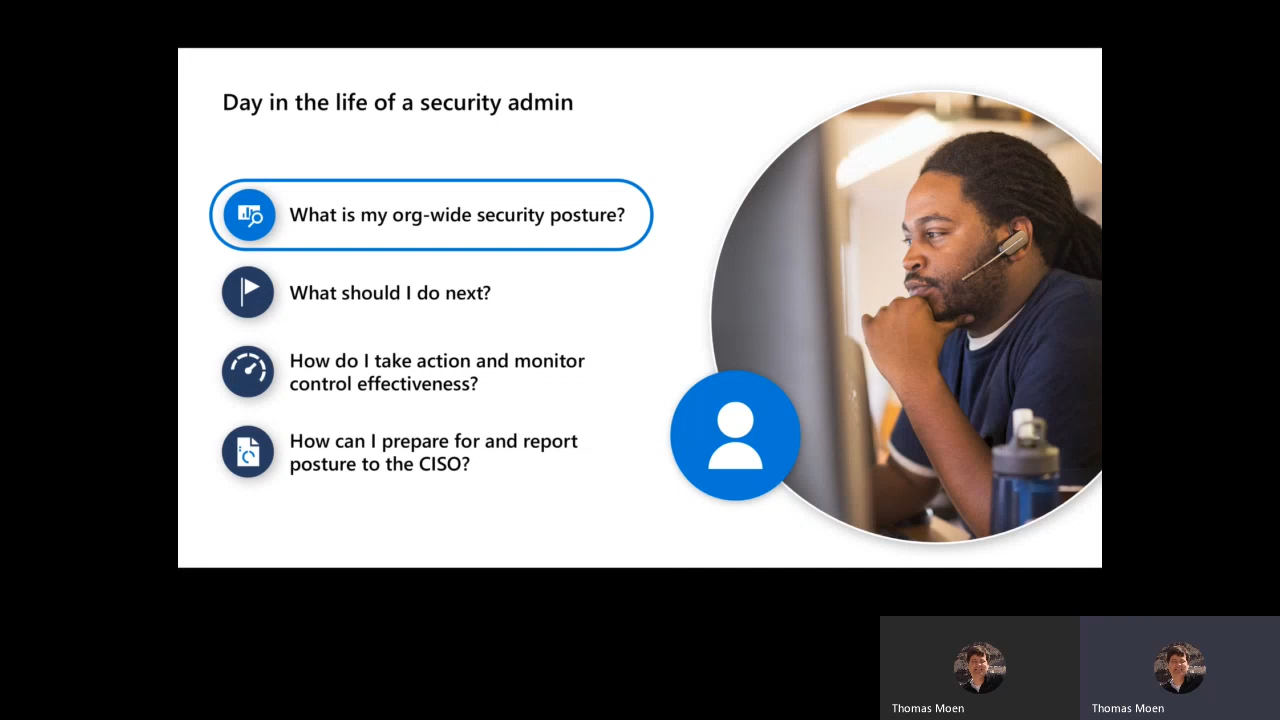 Day in the life of a security admin
What is my org-wide security posture?
What should I do next?
How do I take action and monitor
control effectiveness?
How can I prepare for and report
posture to the CISO?
Thomas Moen
Thomas Moen